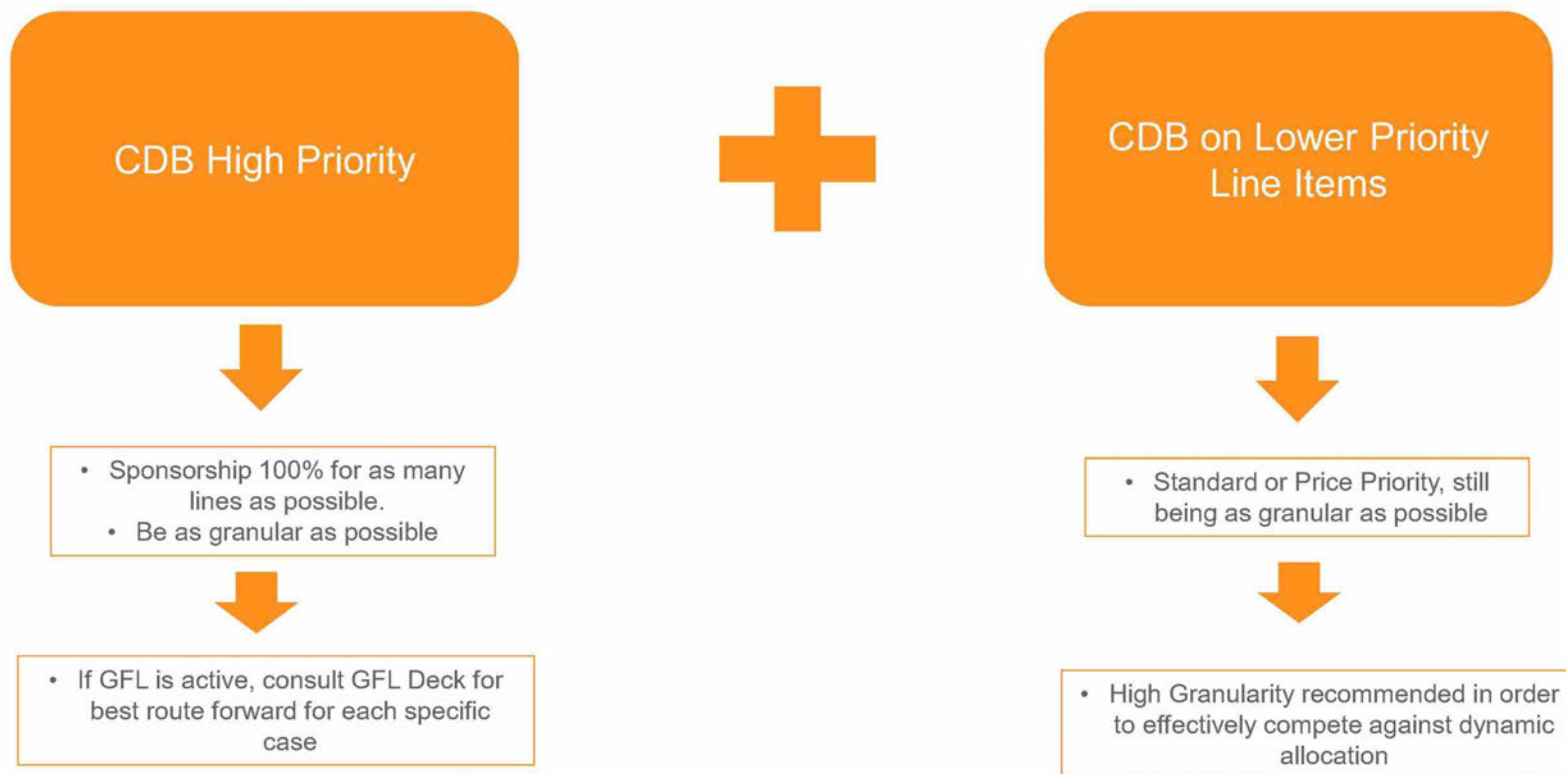 CDB High Priority
• Sponsorship 100% for as many
lines as possible.
• Be as granular as possible
• If GFL is active, consult GFL Deck for
best route forward for each specific
case
CDB on Lower Priority
Line Items
• Standard or Price Priority, still
being as granular as possible
• High Granularity recommended in order
to effectively compete against dynamic
allocation